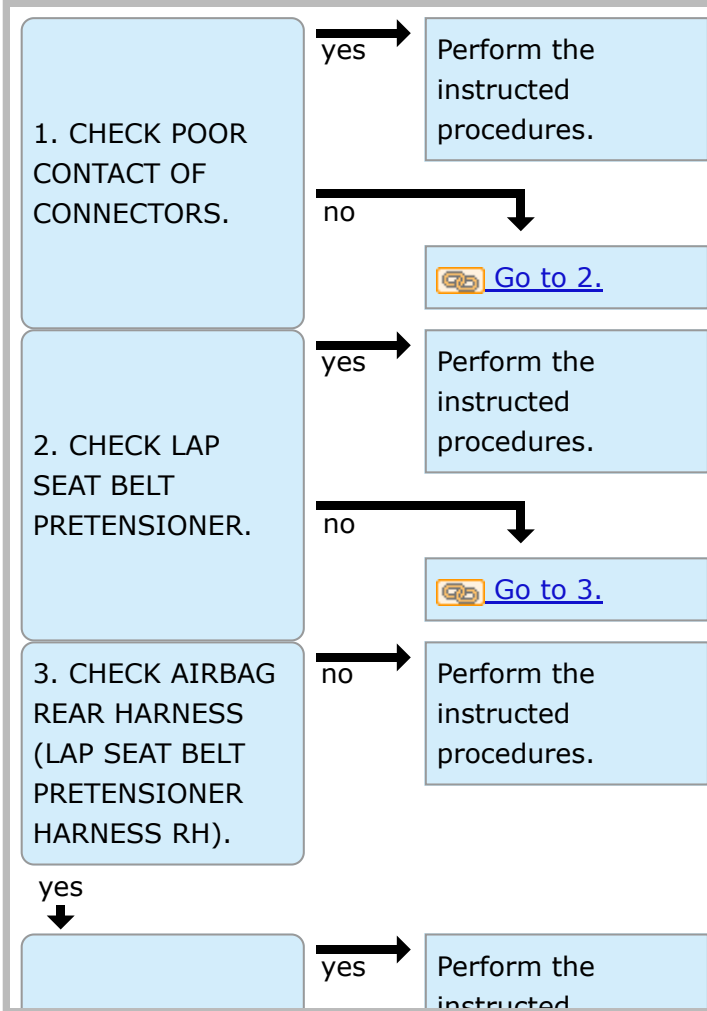 1. CHECK POOR
CONTACT OF
CONNECTORS.
yes
Perform the
instructed
procedures.
no
Go to 2.
2. CHECK LAP
SEAT BELT
PRETENSIONER.
yes
Perform the
instructed
procedures.
no
Go to 3.
3. CHECK AIRBAG
REAR HARNESS
(LAP SEAT BELT
PRETENSIONER
HARNESS RH).
no
Perform the
instructed
procedures.
yes
yes
Perform the
instructed